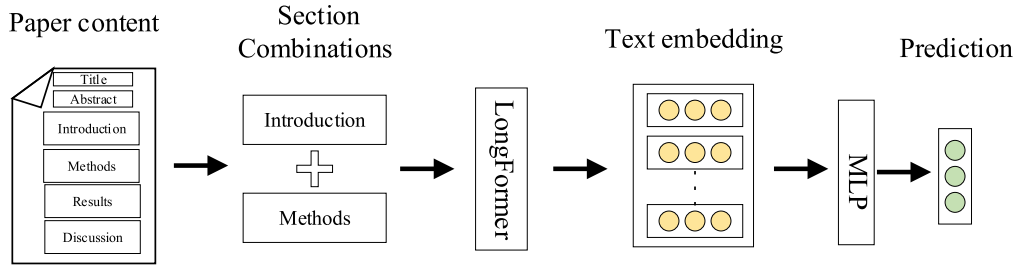 Paper content
Title
Abstract
Introduction
Methods
Results
Discussion
Section
Combinations
Introduction
Methods
LongFormer
Text embedding
MLP
Prediction